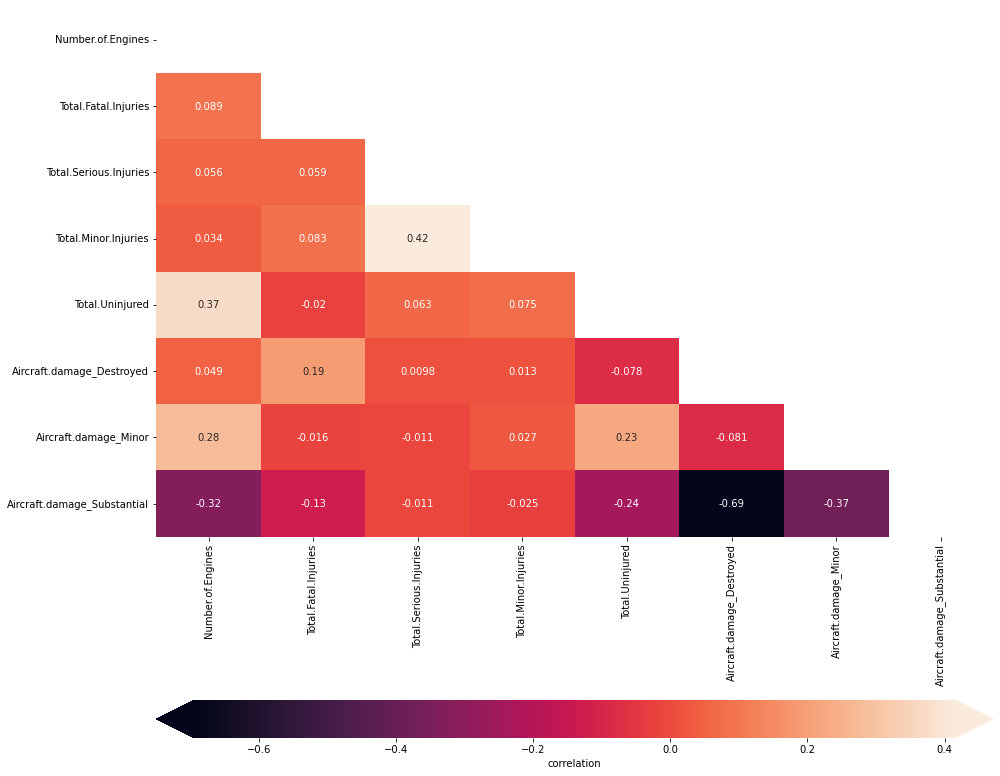 Number.of.Engines
Total.Fatal.Injuries 0.089
Total.Serious.Injuries 0.056 0.059
Total.Minor.Injuries 0.034 0.083 0.42
Total.Uninjured 0.37 -0.02 0.063 0.075
Aircraft.damage_Destroyed 0.049 0.19 0.0098 0.013 -0.078
Aircraft.damage_Minor 0.28 -0.016 -0.011 0.027 0.23 -0.081
Aircraft.damage_Substantial -0.32 -0.13 -0.011 -0.025 -0.24 -0.69 -0.37
Number.of.Engines
Total.Fatal.Injuries
Total.Serious.Injuries
Total.Minor.Injuries
Total.Uninjured
Aircraft.damage_Destroyed
Aircraft.damage_Minor
Aircraft.damage_Substantial
−0.6 −0.4 −0.2 0.0 0.2 0.4
correlation